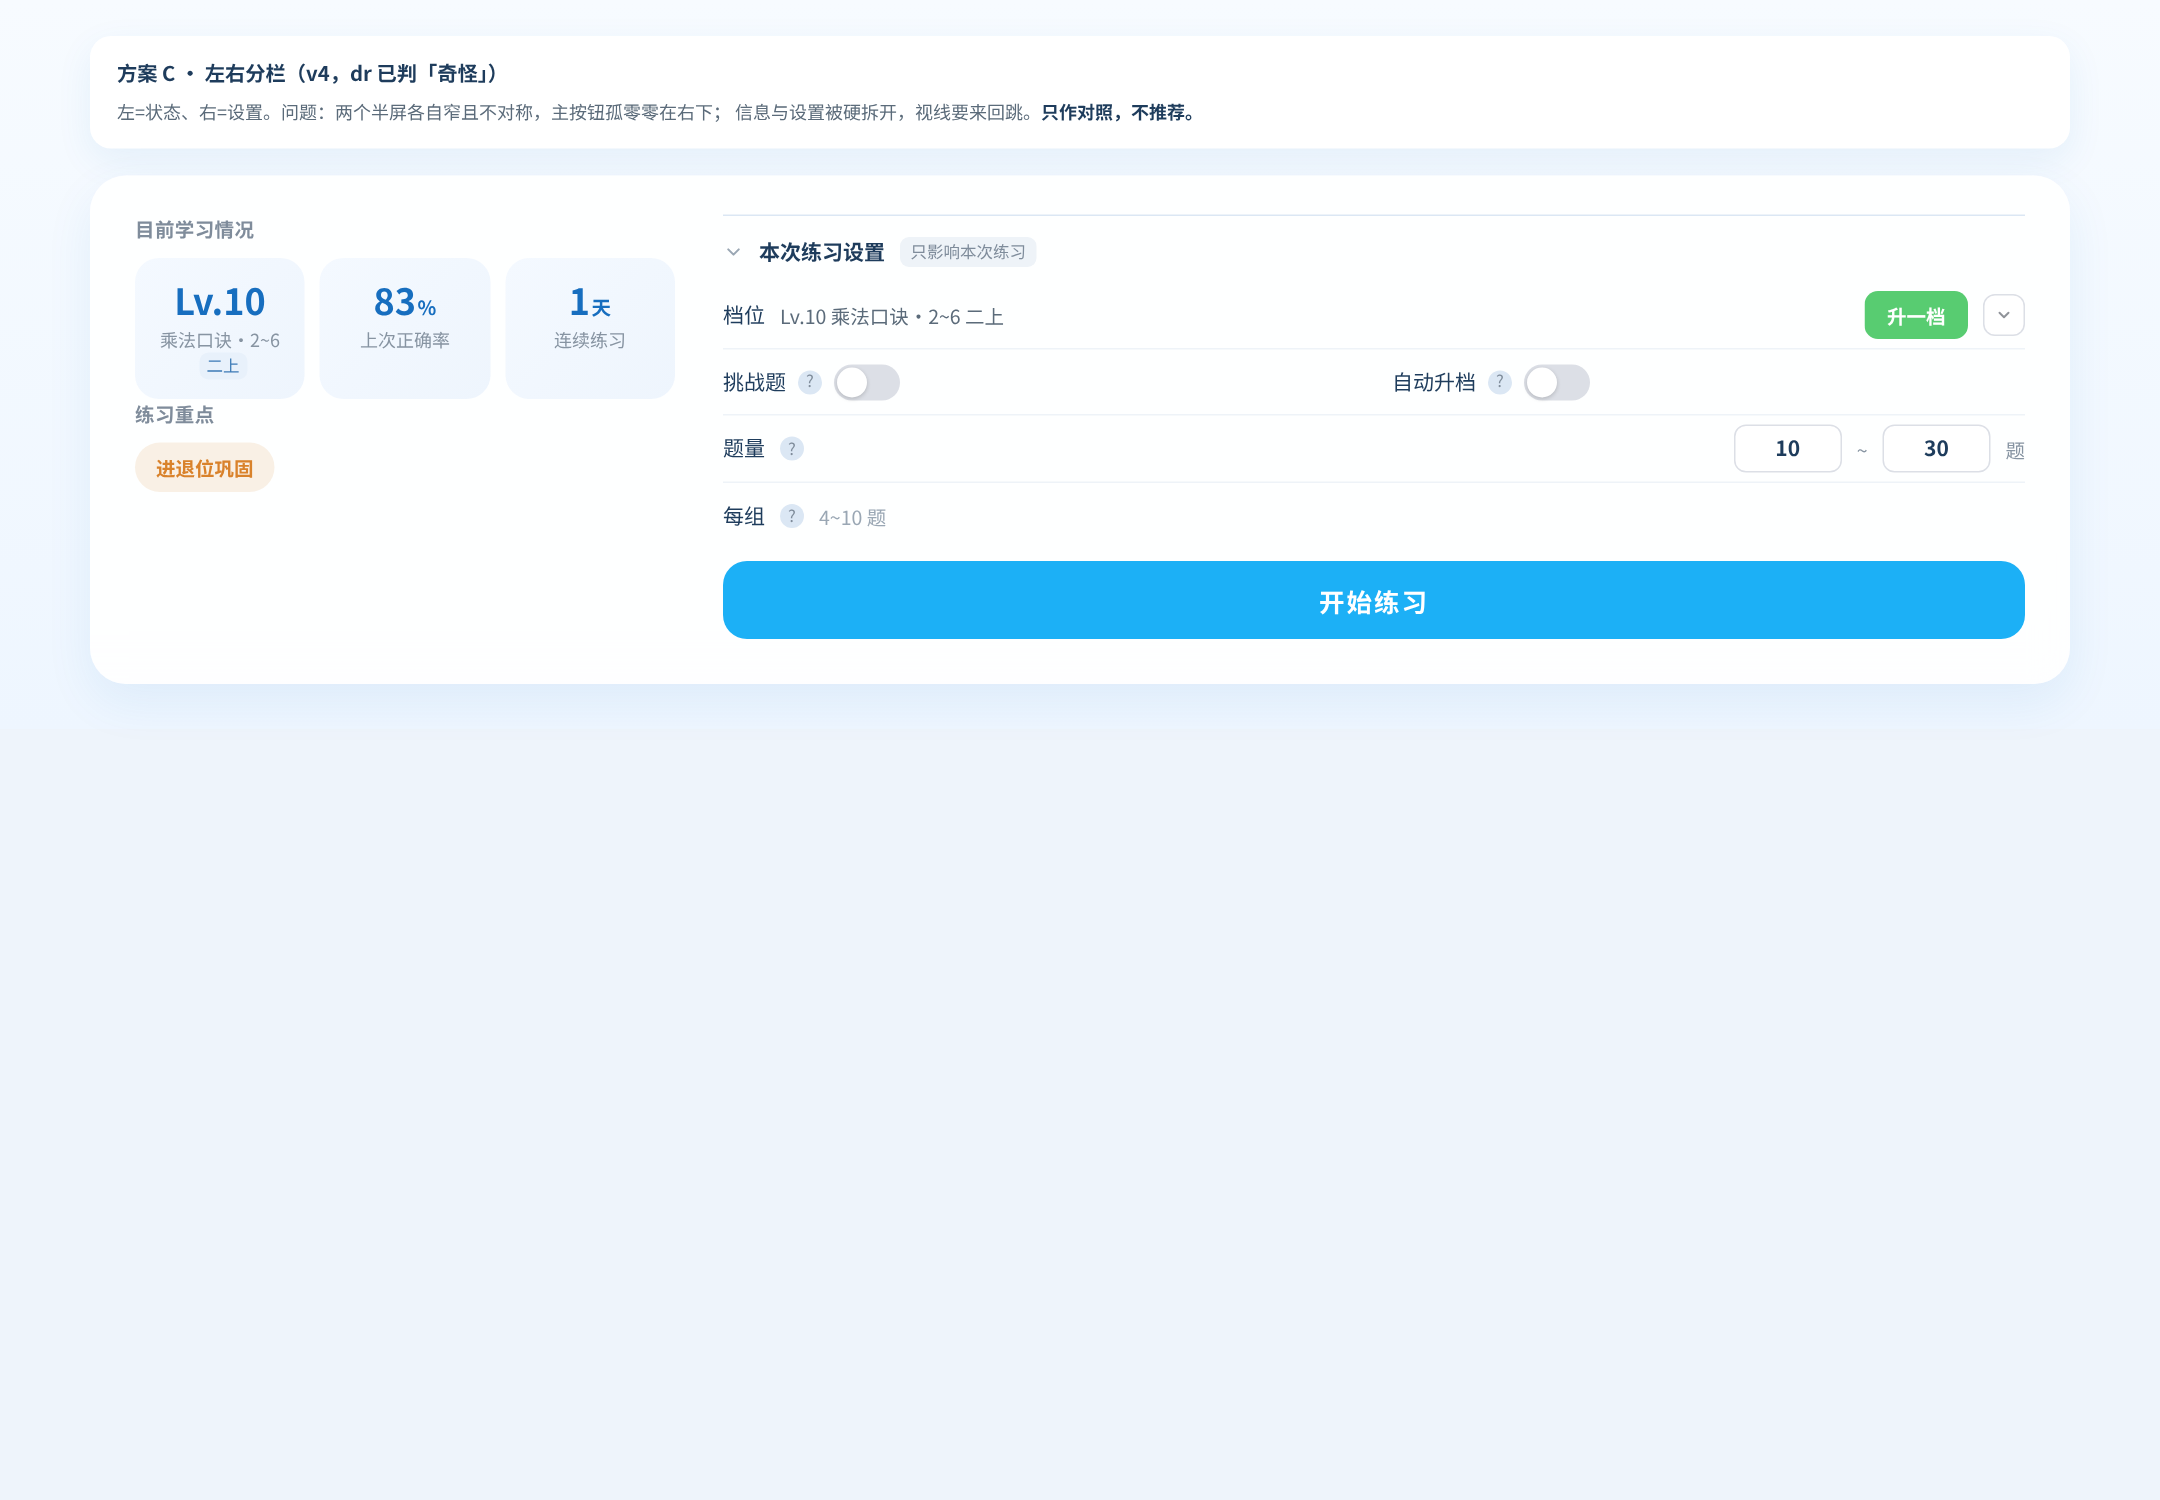 方案 C · 左右分栏（v4，dr 已判「奇怪」）
左=状态、右=设置。问题：两个半屏各自窄且不对称，主按钮孤零零在右下； 信息与设置被硬拆开，视线要来回跳。只作对照，不推荐。
目前学习情况
Lv.10
乘法口诀·2~6
二上
83%
上次正确率
1天
连续练习
练习重点
进退位巩固
本次练习设置 只影响本次练习
档位 Lv.10 乘法口诀·2~6 二上 升一档
挑战题 ? 自动升档 ?
题量 ? 10 ~ 30 题
每组 ? 4~10 题
开始练习